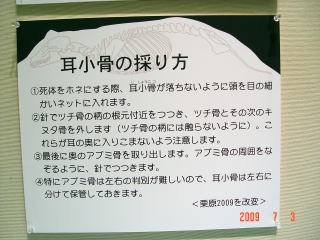 耳小骨の採り方
①死体をホネにする際、耳小骨が落ちないように頭を目の細
かいネットに入れます。
②針でツチ骨の柄の根元付近をつつき、ツチ骨とその次のキ
ヌタ骨を外します（ツチ骨の柄には触らないように）。こ
れらが耳の奥に入りこまないよう注意します。
③最後に奥のアブミ骨を取り出します。アブミ骨の周囲をな
ぞるように、針でつつきます。
④特にアブミ骨は左右の判別が難しいので、耳小骨は左右に
分けて保管しておきます。
＜栗原2009を改変＞
2009 7 3